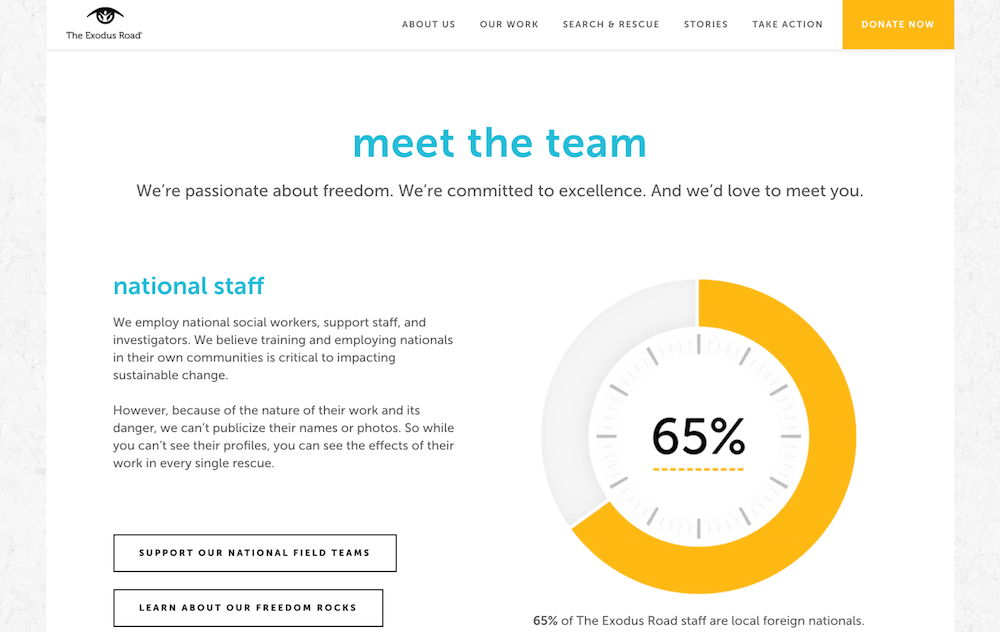 The Exodus Road
ABOUT US
OUR WORK
SEARCH & RESCUE
STORIES
TAKE ACTION
DONATE NOW
meet the team
We're passionate about freedom. We're committed to excellence. And we'd love to meet you.
national staff
We employ national social workers, support staff, and
investigators. We believe training and employing nationals
in their own communities is critical to impacting
sustainable change.
However, because of the nature of their work and its
danger, we can't publicize their names or photos. So while
you can't see their profiles, you can see the effects of their
work in every single rescue.
SUPPORT OUR NATIONAL FIELD TEAMS
LEARN ABOUT OUR FREEDOM ROCKS
65%
65% of The Exodus Road staff are local foreign nationals.